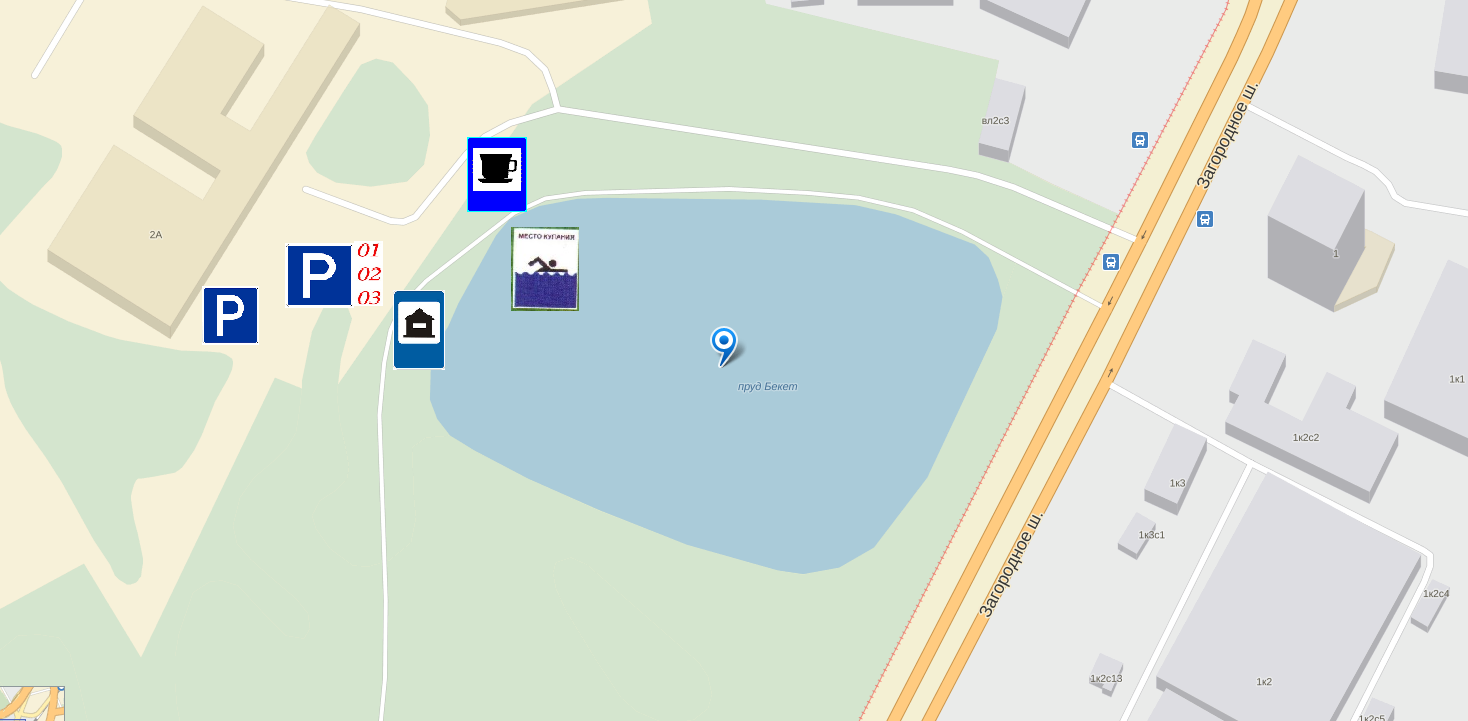 вл2с3
Загородное ш.
МЕСТО КУПАНИЯ
2А
P
01
02
03
P
1
пруд Бекет
1к1
1к2с2
1к3
1к3с1
Загородное ш.
1к2с4
1к2с13
1к2
1к2с5